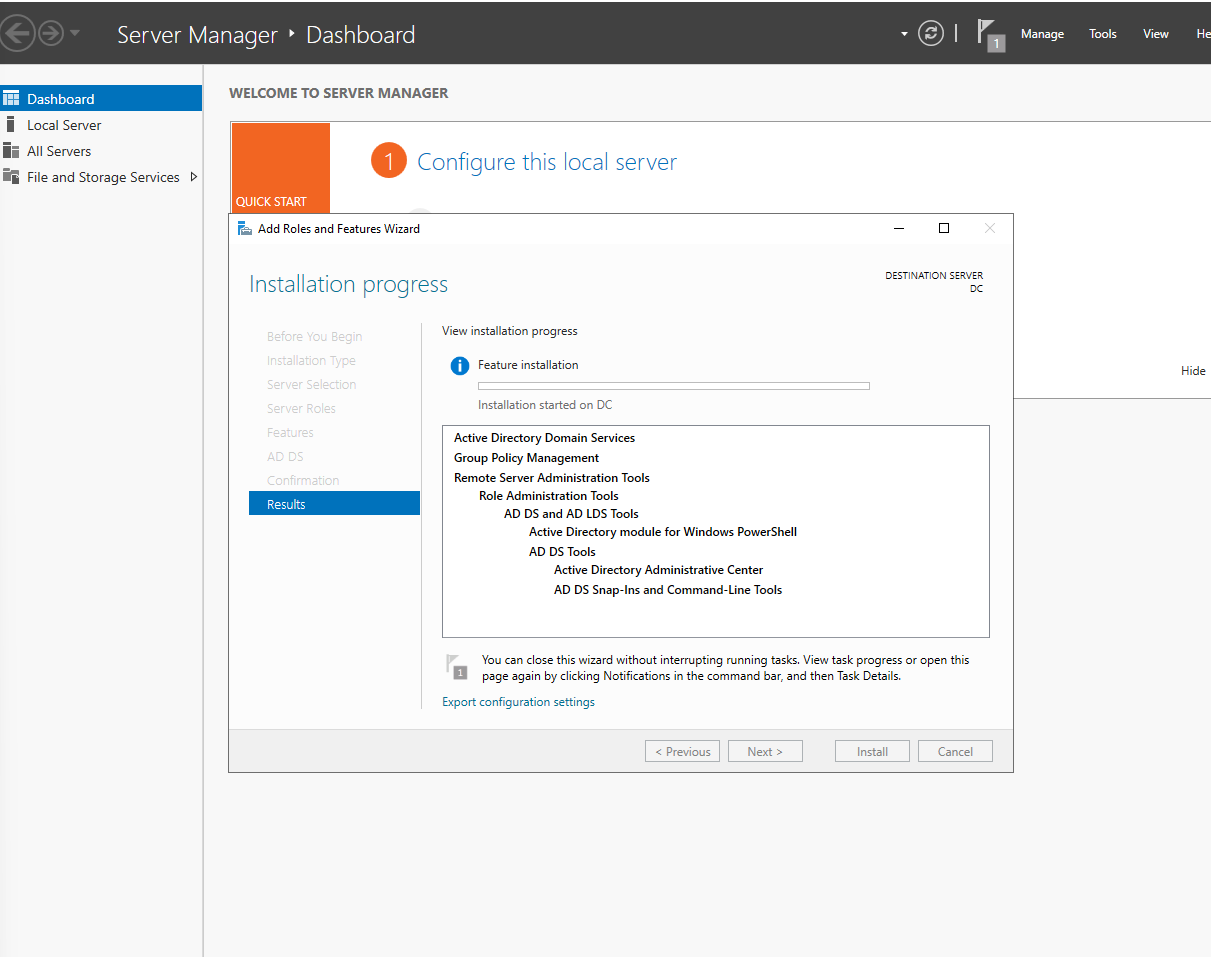 Server Manager ‣ Dashboard
1
Manage
Tools
View
He
Dashboard
Local Server
All Servers
File and Storage Services
WELCOME TO SERVER MANAGER
1 Configure this local server
QUICK START
Hide
Add Roles and Features Wizard
Installation progress
DESTINATION SERVER
DC
Before You Begin
Installation Type
Server Selection
Server Roles
Features
AD DS
Confirmation
Results
View installation progress
Feature installation
Installation started on DC
Active Directory Domain Services
Group Policy Management
Remote Server Administration Tools
Role Administration Tools
AD DS and AD LDS Tools
Active Directory module for Windows PowerShell
AD DS Tools
Active Directory Administrative Center
AD DS Snap-Ins and Command-Line Tools
1
You can close this wizard without interrupting running tasks. View task progress or open this
page again by clicking Notifications in the command bar, and then Task Details.
Export configuration settings
< Previous
Next >
Install
Cancel